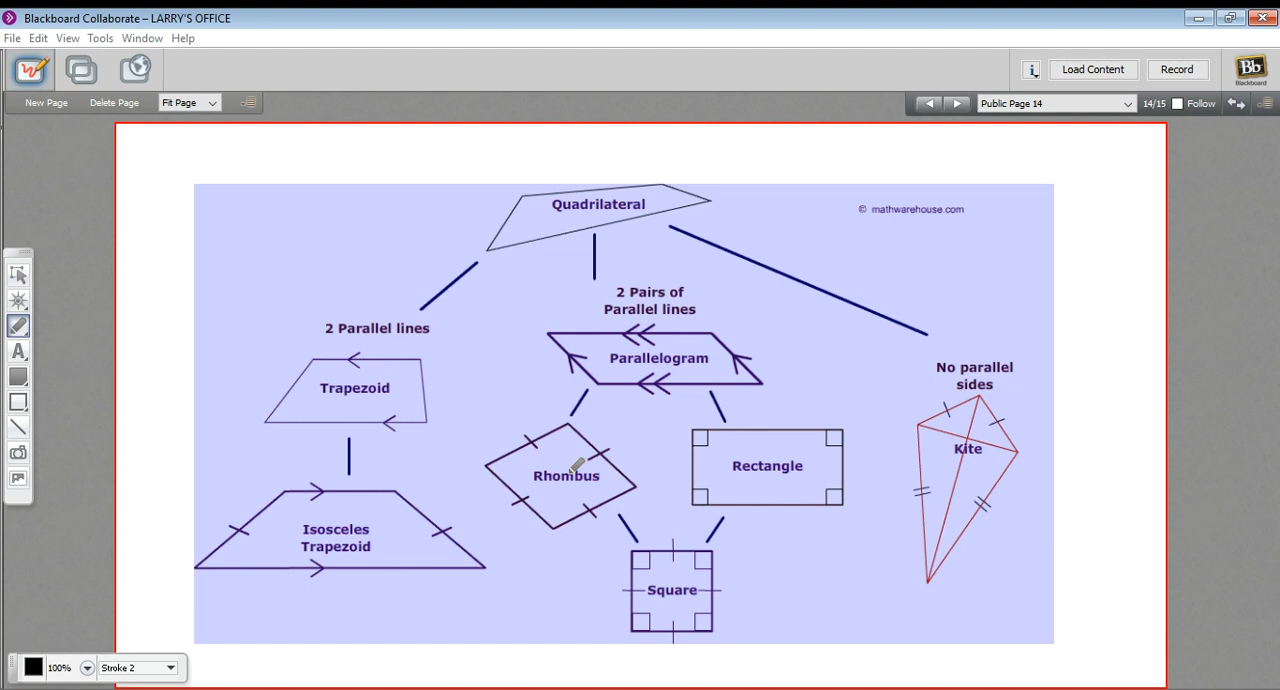 Blackboard Collaborate – LARRY'S OFFICE
File Edit View Tools Window Help
i Load Content Record Bb
Blackboard
New Page Delete Page Fit Page Public Page 14 14/15 Follow
Quadrilateral
© mathwarehouse.com
2 Pairs of
Parallel lines
2 Parallel lines
Parallelogram
No parallel
sides
Trapezoid
Kite
Rhombus
Rectangle
Isosceles
Trapezoid
Square
A
100% Stroke 2